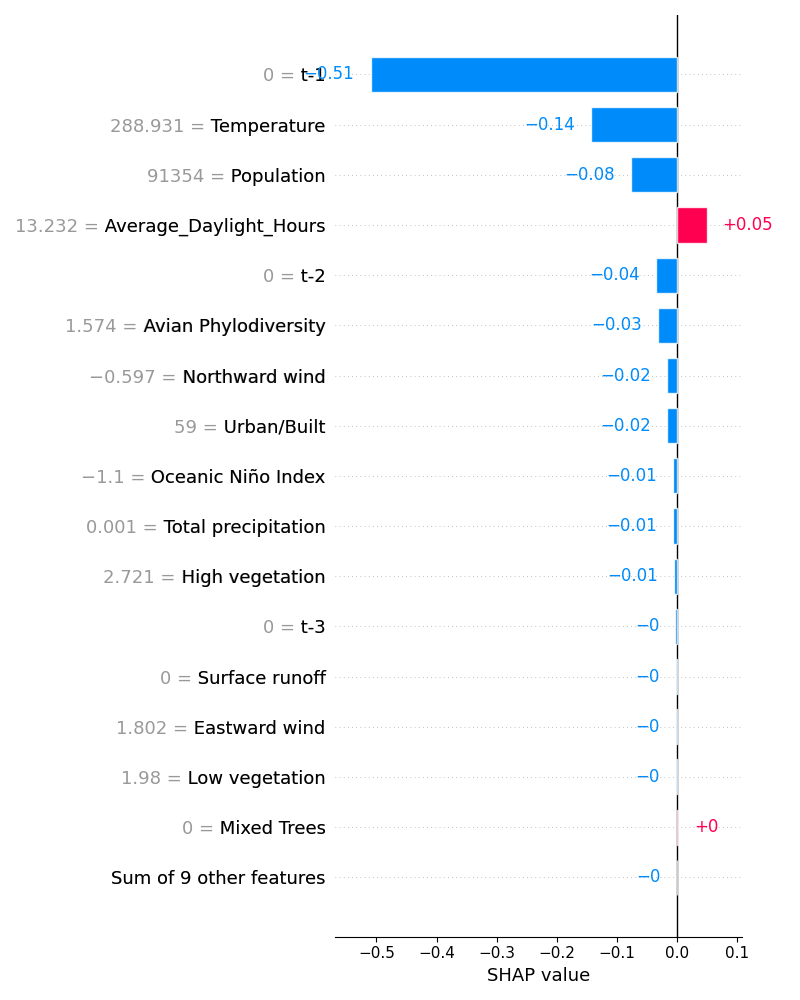 0 = t-1 −0.51
288.931 = Temperature −0.14
91354 = Population −0.08
13.232 = Average_Daylight_Hours +0.05
0 = t-2 −0.04
1.574 = Avian Phylodiversity −0.03
−0.597 = Northward wind −0.02
59 = Urban/Built −0.02
−1.1 = Oceanic Niño Index −0.01
0.001 = Total precipitation −0.01
2.721 = High vegetation −0.01
0 = t-3 −0
0 = Surface runoff −0
1.802 = Eastward wind −0
1.98 = Low vegetation −0
0 = Mixed Trees +0
Sum of 9 other features −0
−0.5 −0.4 −0.3 −0.2 −0.1 0.0 0.1
SHAP value